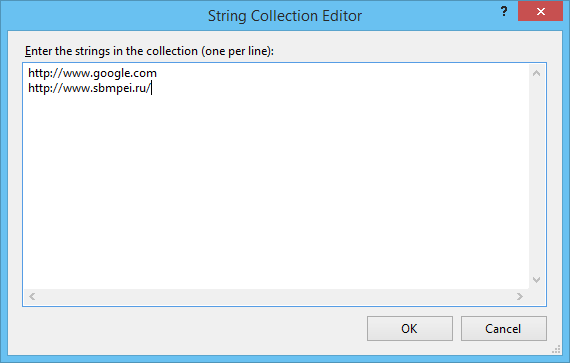 String Collection Editor
?
Enter the strings in the collection (one per line):
http://www.google.com
http://www.sbmpei.ru/
OK
Cancel